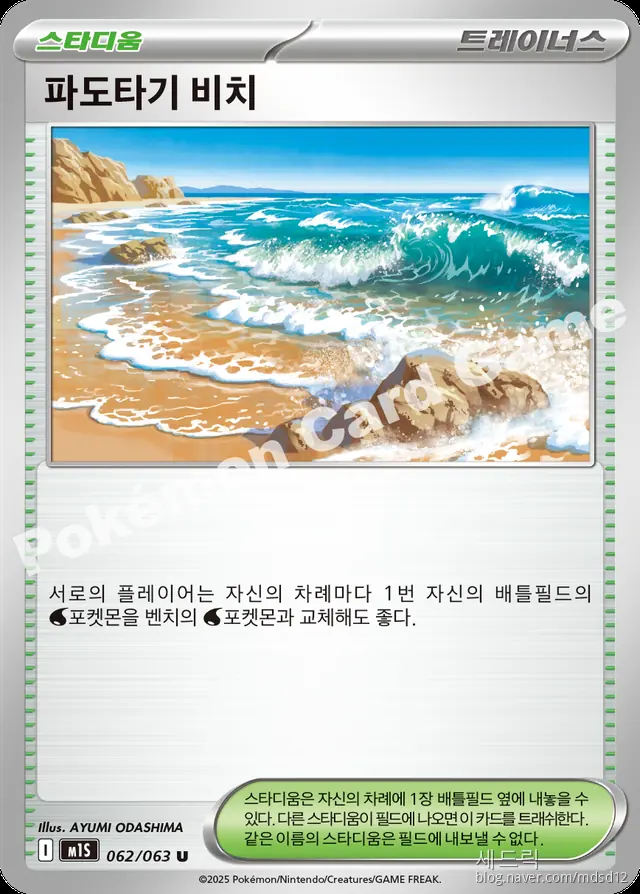 스타디움 트레이너스
파도타기 비치
Pokémon Card Game
서로의 플레이어는 자신의 차례마다 1번 자신의 배틀필드의
포켓몬을 벤치의 포켓몬과 교체해도 좋다.
스타디움은 자신의 차례에 1장 배틀필드 옆에 내놓을 수
있다. 다른 스타디움이 필드에 나오면 이 카드를 트래쉬한다.
같은 이름의 스타디움은 필드에 내보낼 수 없다.
Illus. AYUMI ODASHIMA
I M1S 062/063 U
©2025 Pokémon/Nintendo/Creatures/GAME FREAK.
세드릭
blog.naver.com/mdsd12